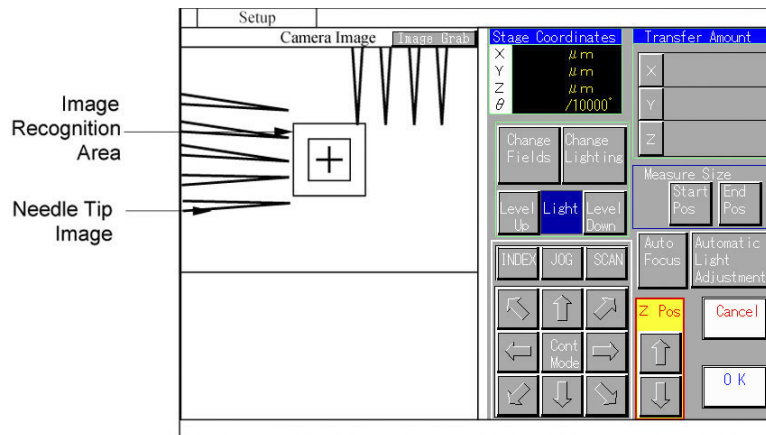 Setup
Camera Image
Image Grab
Image
Recognition
Area
Needle Tip
Image
Stage Coordinates
X μm
Y μm
Z μm
θ /10000°
Transfer Amount
X
Y
Z
Change
Fields
Change
Lighting
Measure Size
Start
Pos
End
Pos
Level
Up
Light
Level
Down
Auto
Focus
Automatic
Light
Adjustment
INDEX
JOG
SCAN
Cont
Mode
Z Pos
Cancel
OK